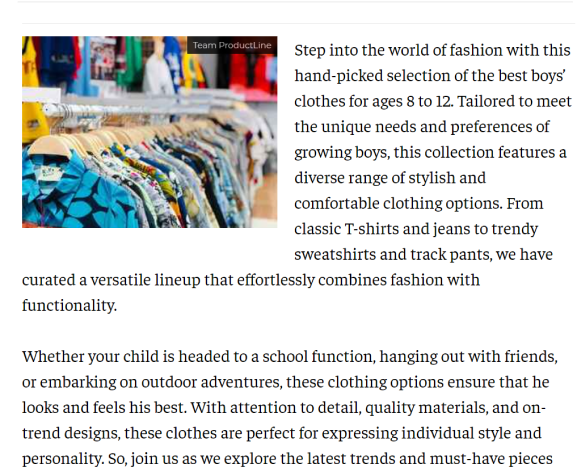 Team ProductLine
Step into the world of fashion with this
hand-picked selection of the best boys’
clothes for ages 8 to 12. Tailored to meet
the unique needs and preferences of
growing boys, this collection features a
diverse range of stylish and
comfortable clothing options. From
classic T-shirts and jeans to trendy
sweatshirts and track pants, we have
curated a versatile lineup that effortlessly combines fashion with
functionality.
Whether your child is headed to a school function, hanging out with friends,
or embarking on outdoor adventures, these clothing options ensure that he
looks and feels his best. With attention to detail, quality materials, and on-
trend designs, these clothes are perfect for expressing individual style and
personality. So, join us as we explore the latest trends and must-have pieces